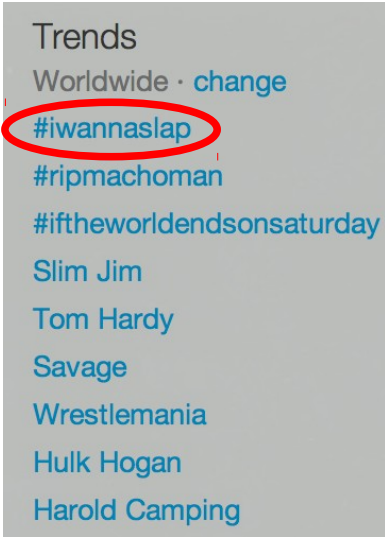 Trends
Worldwide · change
#iwannaslap
#ripmachoman
#iftheworldendsonsaturday
Slim Jim
Tom Hardy
Savage
Wrestlemania
Hulk Hogan
Harold Camping